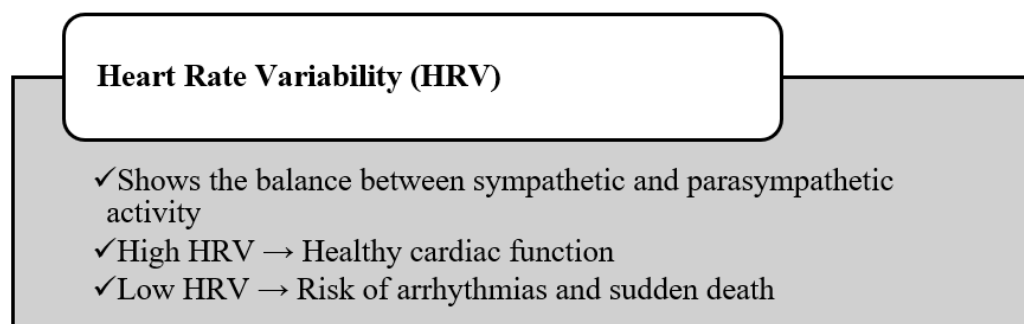 Heart Rate Variability (HRV)
✓Shows the balance between sympathetic and parasympathetic
activity
✓High HRV → Healthy cardiac function
✓Low HRV → Risk of arrhythmias and sudden death